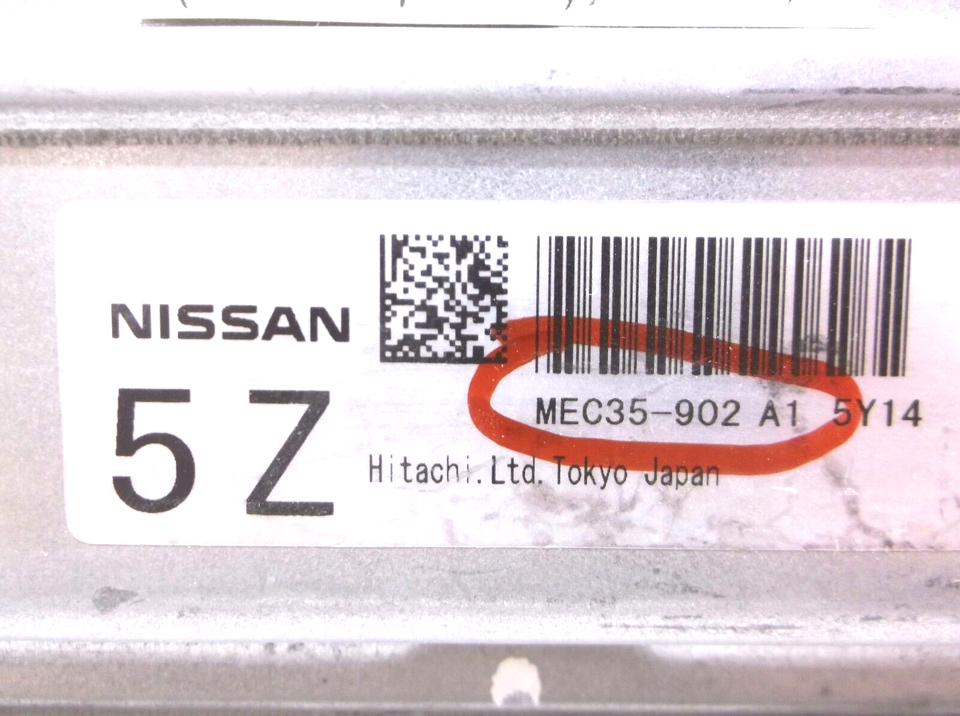 NISSAN
5Z
MEC35-902 A1 5Y14
Hitachi.Ltd.Tokyo Japan